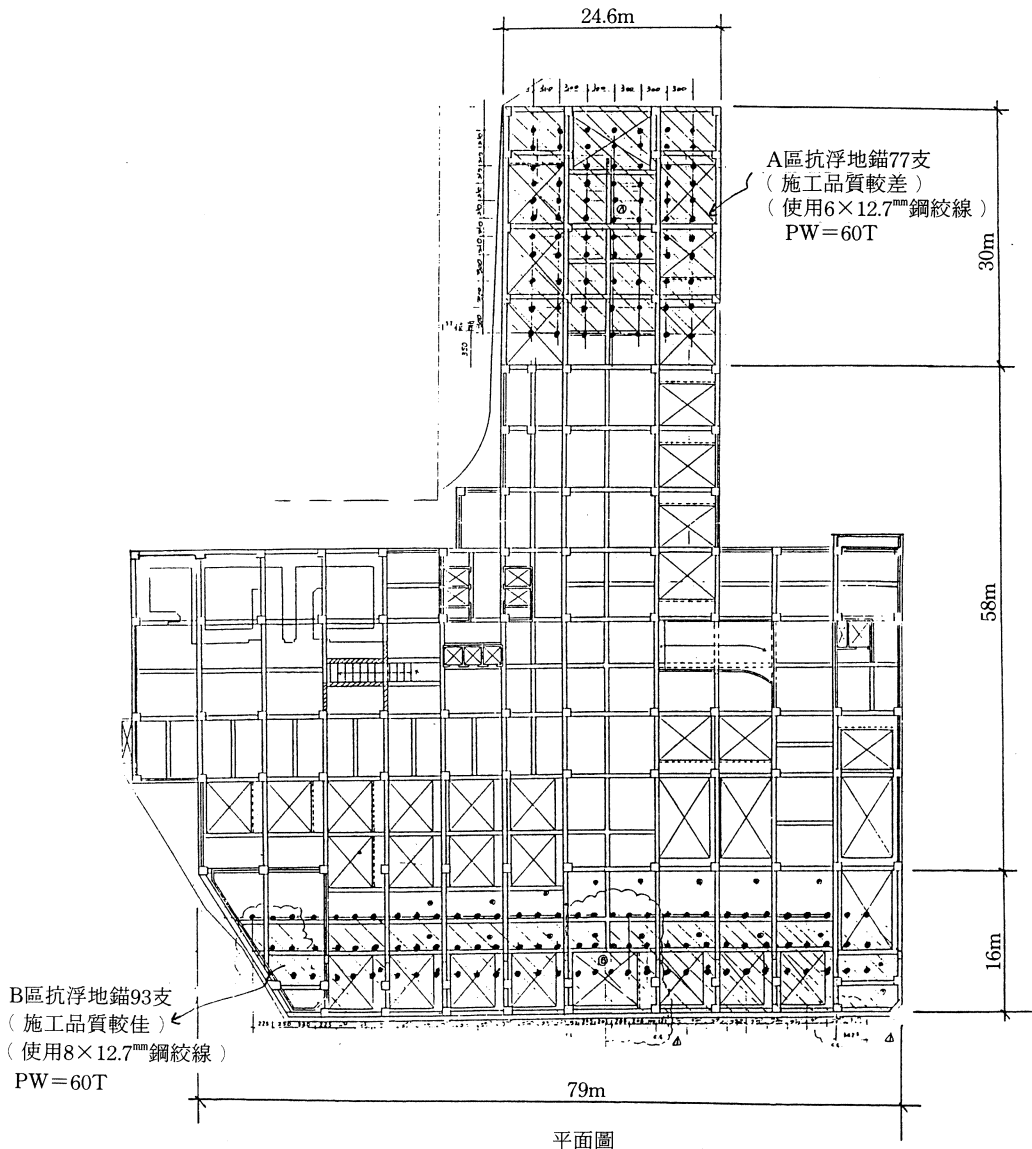 24.6m
300
300
A區抗浮地錨77支
（施工品質較差）
（使用6×12.7mm鋼絞線）
PW＝60T
30m
58m
16m
B區抗浮地錨93支
（施工品質較佳）
（使用8×12.7mm鋼絞線）
PW＝60T
79m
平面圖